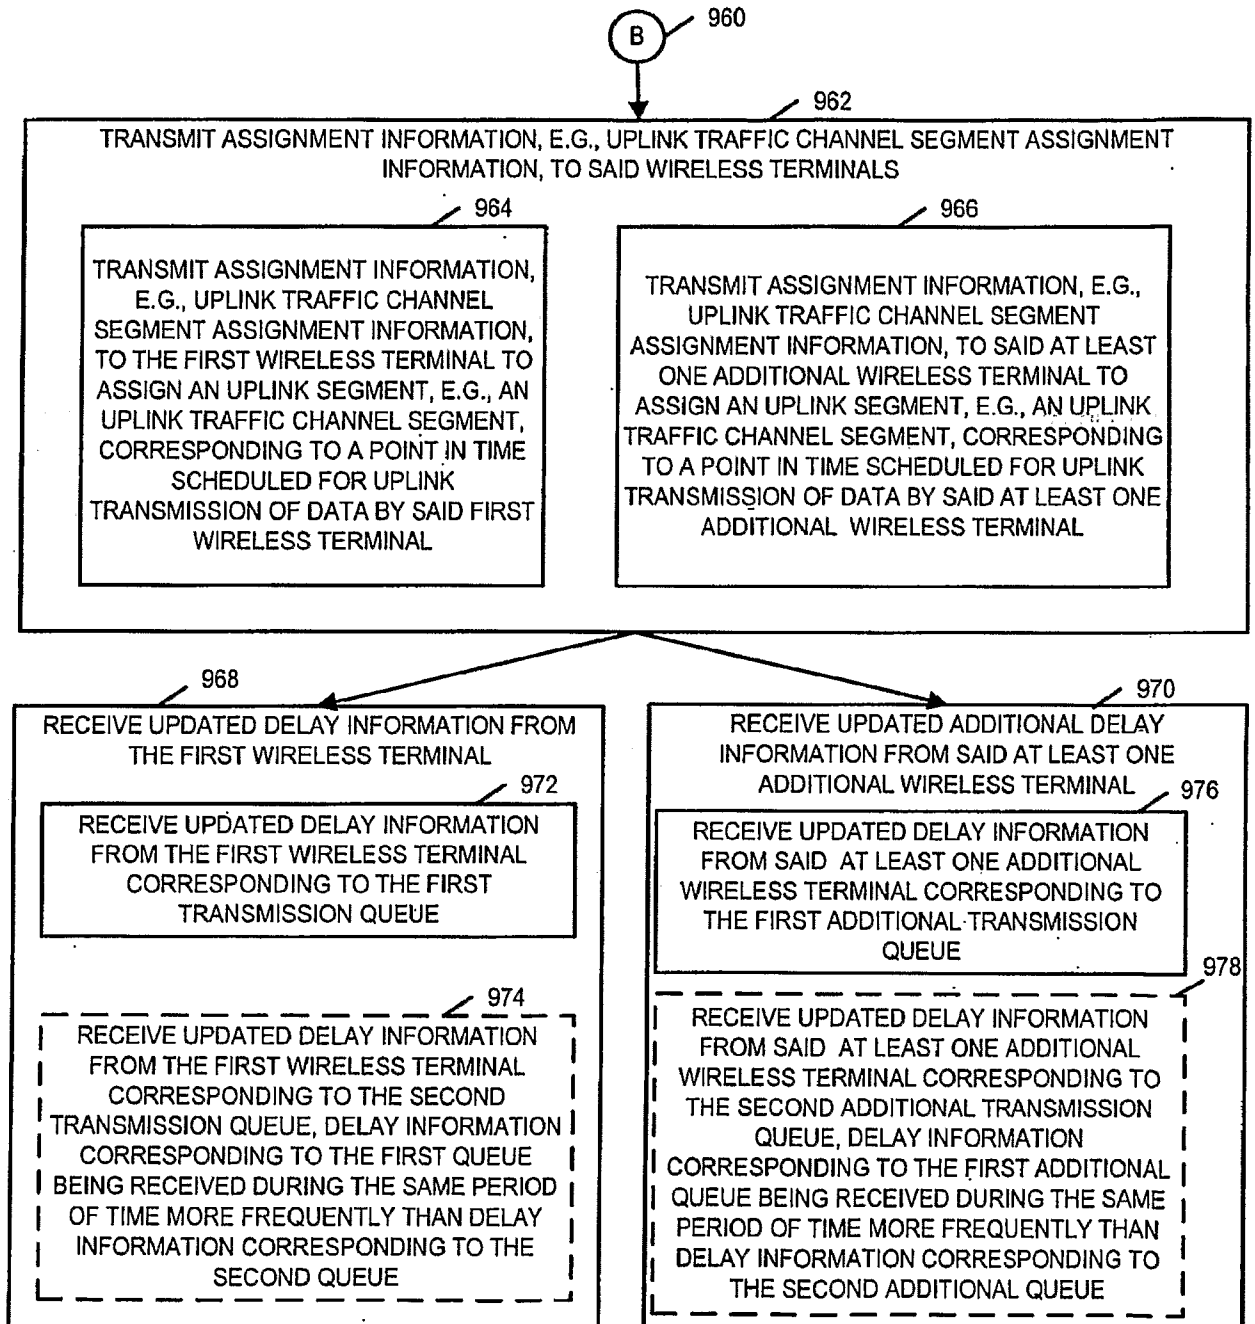 B
960
962
TRANSMIT ASSIGNMENT INFORMATION, E.G., UPLINK TRAFFIC CHANNEL SEGMENT ASSIGNMENT
INFORMATION, TO SAID WIRELESS TERMINALS
964
TRANSMIT ASSIGNMENT INFORMATION,
E.G., UPLINK TRAFFIC CHANNEL
SEGMENT ASSIGNMENT INFORMATION,
TO THE FIRST WIRELESS TERMINAL TO
ASSIGN AN UPLINK SEGMENT, E.G., AN
UPLINK TRAFFIC CHANNEL SEGMENT,
CORRESPONDING TO A POINT IN TIME
SCHEDULED FOR UPLINK
TRANSMISSION OF DATA BY SAID FIRST
WIRELESS TERMINAL
966
TRANSMIT ASSIGNMENT INFORMATION, E.G.,
UPLINK TRAFFIC CHANNEL SEGMENT
ASSIGNMENT INFORMATION, TO SAID AT LEAST
ONE ADDITIONAL WIRELESS TERMINAL TO
ASSIGN AN UPLINK SEGMENT, E.G., AN UPLINK
TRAFFIC CHANNEL SEGMENT, CORRESPONDING
TO A POINT IN TIME SCHEDULED FOR UPLINK
TRANSMISSION OF DATA BY SAID AT LEAST ONE
ADDITIONAL WIRELESS TERMINAL
968
RECEIVE UPDATED DELAY INFORMATION FROM
THE FIRST WIRELESS TERMINAL
972
RECEIVE UPDATED DELAY INFORMATION
FROM THE FIRST WIRELESS TERMINAL
CORRESPONDING TO THE FIRST
TRANSMISSION QUEUE
974
RECEIVE UPDATED DELAY INFORMATION
FROM THE FIRST WIRELESS TERMINAL
CORRESPONDING TO THE SECOND
TRANSMISSION QUEUE, DELAY INFORMATION
CORRESPONDING TO THE FIRST QUEUE
BEING RECEIVED DURING THE SAME PERIOD
OF TIME MORE FREQUENTLY THAN DELAY
INFORMATION CORRESPONDING TO THE
SECOND QUEUE
970
RECEIVE UPDATED ADDITIONAL DELAY
INFORMATION FROM SAID AT LEAST ONE
ADDITIONAL WIRELESS TERMINAL
976
RECEIVE UPDATED DELAY INFORMATION
FROM SAID AT LEAST ONE ADDITIONAL
WIRELESS TERMINAL CORRESPONDING TO
THE FIRST ADDITIONAL TRANSMISSION
QUEUE
978
RECEIVE UPDATED DELAY INFORMATION
FROM SAID AT LEAST ONE ADDITIONAL
WIRELESS TERMINAL CORRESPONDING TO
THE SECOND ADDITIONAL TRANSMISSION
QUEUE, DELAY INFORMATION
CORRESPONDING TO THE FIRST ADDITIONAL
QUEUE BEING RECEIVED DURING THE SAME
PERIOD OF TIME MORE FREQUENTLY THAN
DELAY INFORMATION CORRESPONDING TO
THE SECOND ADDITIONAL QUEUE